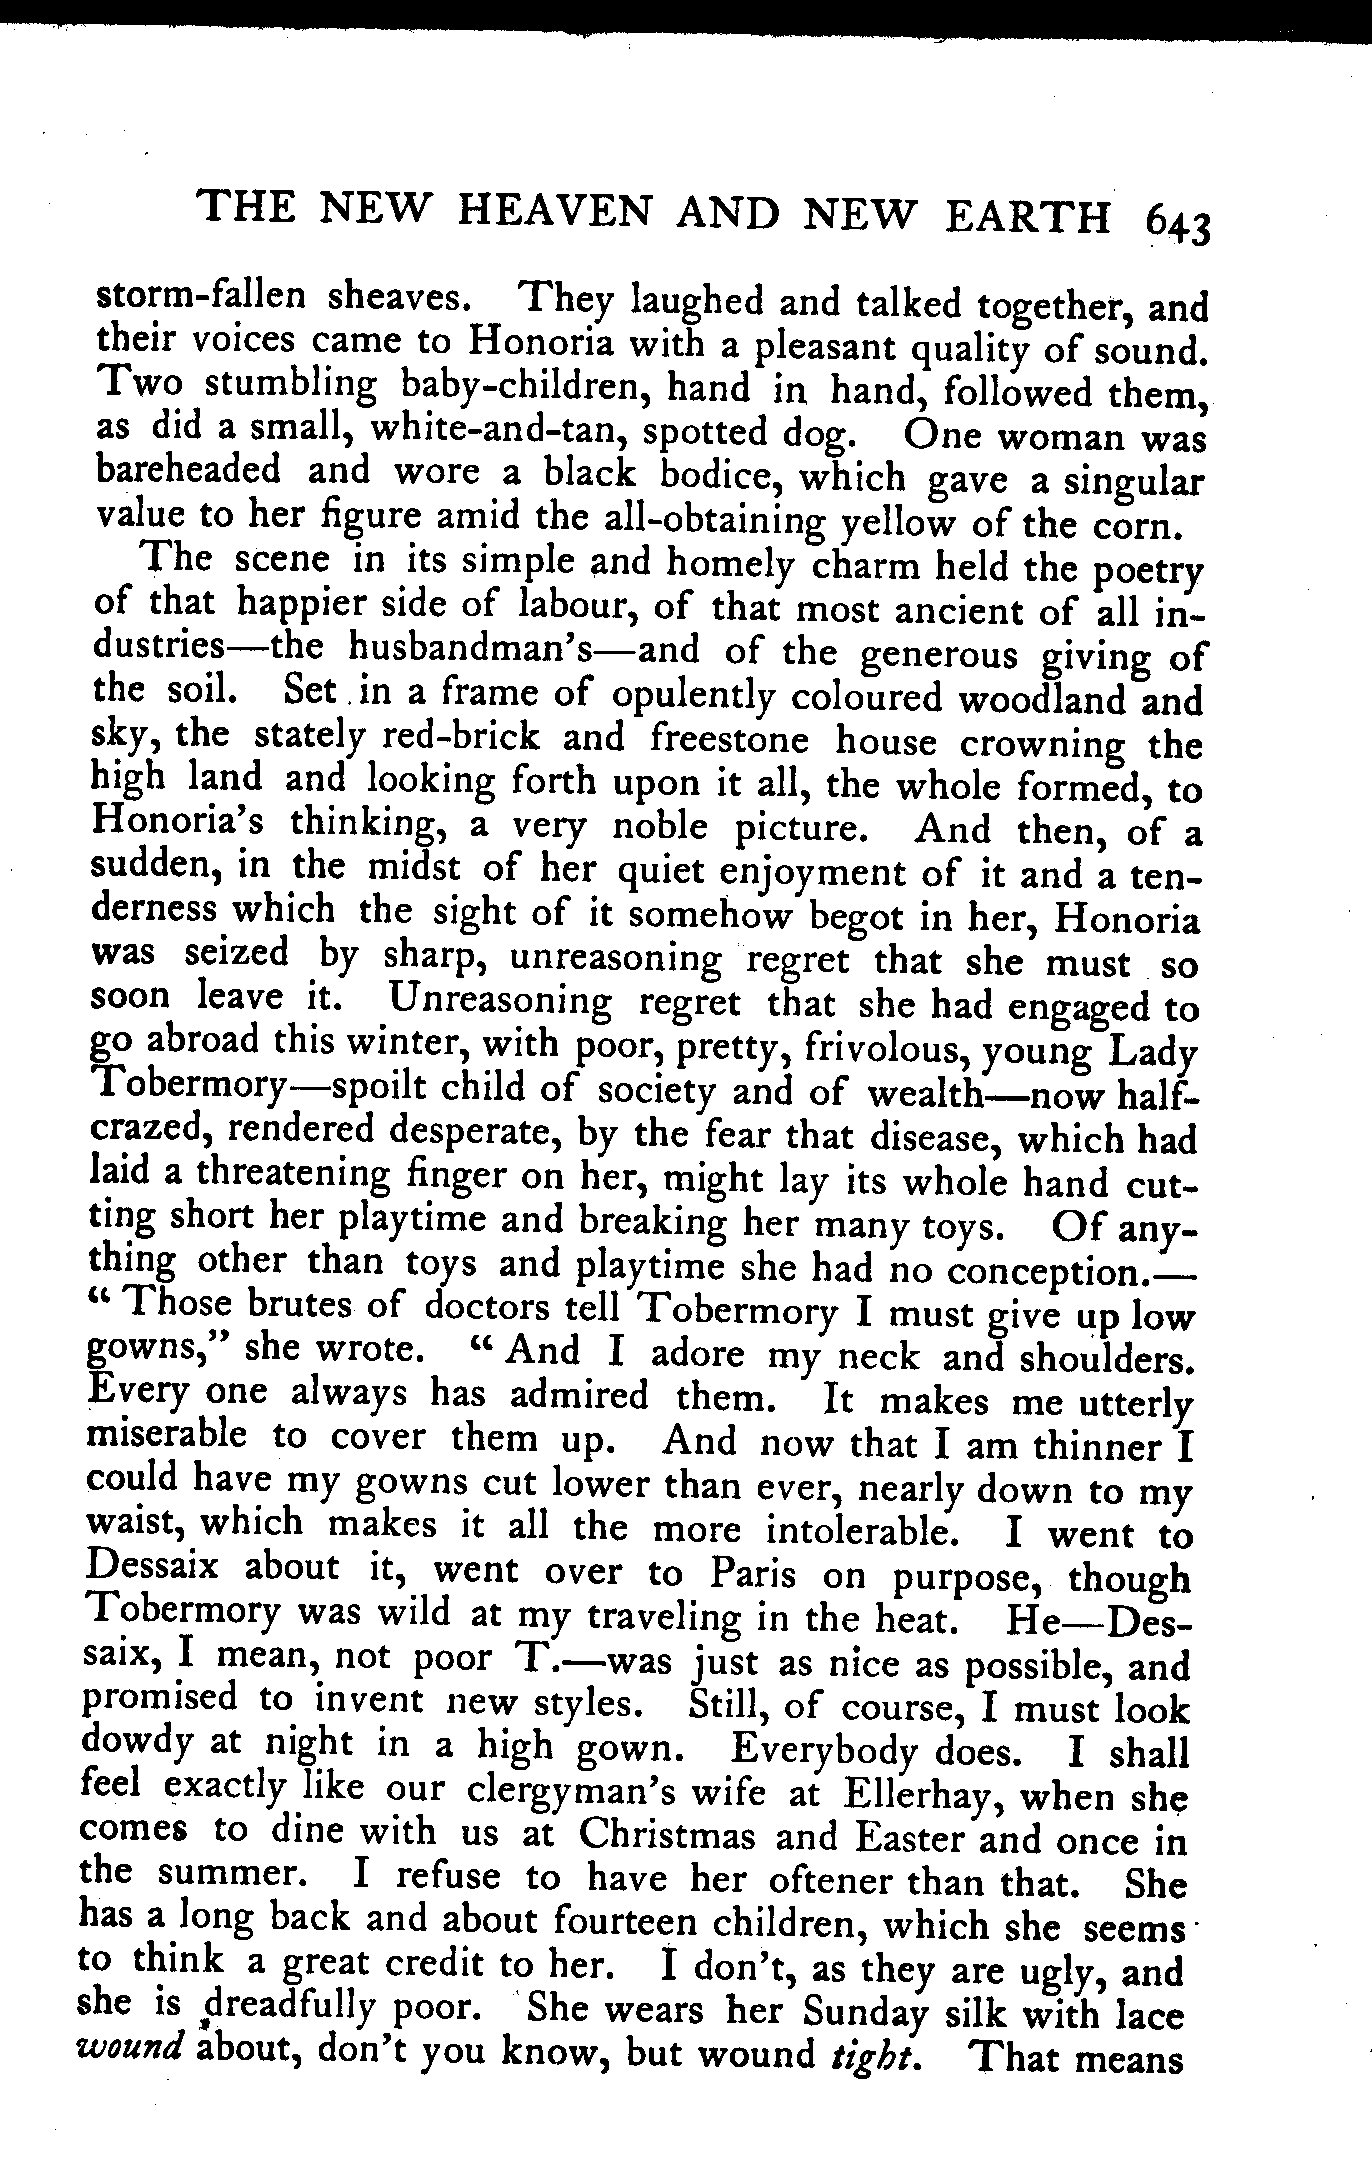 THE NEW HEAVEN AND NEW EARTH 643
storm-fallen sheaves. They laughed and talked together, and
their voices came to Honoria with a pleasant quality of sound.
Two stumbling baby-children, hand in hand, followed them,
as did a small, white-and-tan, spotted dog. One woman was
bareheaded and wore a black bodice, which gave a singular
value to her figure amid the all-obtaining yellow of the corn.
The scene in its simple and homely charm held the poetry
of that happier side of labour, of that most ancient of all in-
dustries—the husbandman's—and of the generous giving of
the soil. Set in a frame of opulently coloured woodland and
sky, the stately red-brick and freestone house crowning the
high land and looking forth upon it all, the whole formed, to
Honoria's thinking, a very noble picture. And then, of a
sudden, in the midst of her quiet enjoyment of it and a ten-
derness which the sight of it somehow begot in her, Honoria
was seized by sharp, unreasoning regret that she must so
soon leave it. Unreasoning regret that she had engaged to
go abroad this winter, with poor, pretty, frivolous, young Lady
Tobermory—spoilt child of society and of wealth—now half-
crazed, rendered desperate, by the fear that disease, which had
laid a threatening finger on her, might lay its whole hand cut-
ting short her playtime and breaking her many toys. Of any-
thing other than toys and playtime she had no conception.—
"Those brutes of doctors tell Tobermory I must give up low
gowns," she wrote. "And I adore my neck and shoulders.
Every one always has admired them. It makes me utterly
miserable to cover them up. And now that I am thinner I
could have my gowns cut lower than ever, nearly down to my
waist, which makes it all the more intolerable. I went to
Dessaix about it, went over to Paris on purpose, though
Tobermory was wild at my traveling in the heat. He—Des-
saix, I mean, not poor T.—was just as nice as possible, and
promised to invent new styles. Still, of course, I must look
dowdy at night in a high gown. Everybody does. I shall
feel exactly like our clergyman's wife at Ellerhay, when she
comes to dine with us at Christmas and Easter and once in
the summer. I refuse to have her oftener than that. She
has a long back and about fourteen children, which she seems
to think a great credit to her. I don't, as they are ugly, and
she is dreadfully poor. She wears her Sunday silk with lace
wound about, don't you know, but wound tight. That means